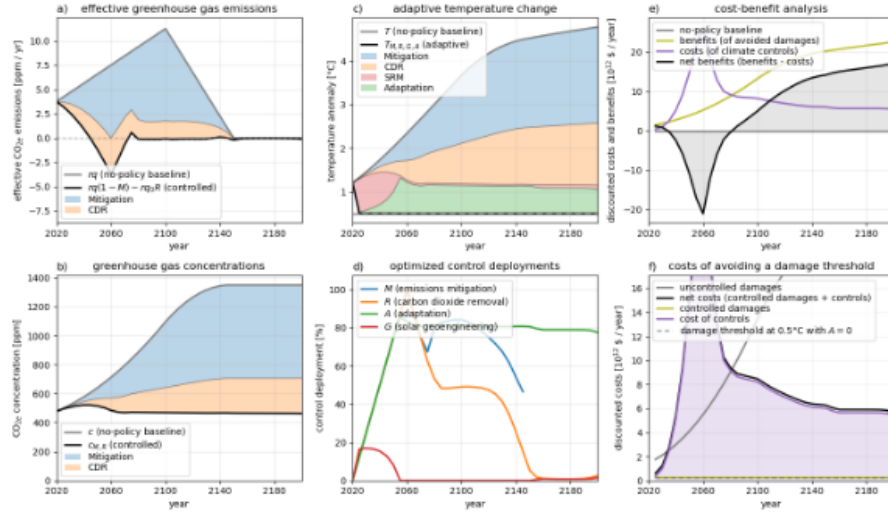 a) effective greenhouse gas emissions
effective CO₂ₑ emissions [ppm / yr]
10.0
7.5
5.0
2.5
0.0
−2.5
−5.0
−7.5
rq (no-policy baseline)
rq(1 − M) − rq₀R (controlled)
Mitigation
CDR
2020 2060 2100 2140 2180
year
c) adaptive temperature change
temperature anomaly [°C]
4
3
2
1
T (no-policy baseline)
T_M,R,G,A (adaptive)
Mitigation
CDR
SRM
Adaptation
2020 2060 2100 2140 2180
year
e) cost-benefit analysis
discounted costs and benefits [10¹² $ / year]
20
10
0
−10
−20
no-policy baseline
benefits (of avoided damages)
costs (of climate controls)
net benefits (benefits - costs)
2020 2060 2100 2140 2180
year
b) greenhouse gas concentrations
CO₂ₑ concentration [ppm]
1400
1200
1000
800
600
400
200
0
c (no-policy baseline)
c_M,R (controlled)
Mitigation
CDR
2020 2060 2100 2140 2180
year
d) optimized control deployments
control deployment [%]
100
80
60
40
20
0
M (emissions mitigation)
R (carbon dioxide removal)
A (adaptation)
G (solar geoengineering)
2020 2060 2100 2140 2180
year
f) costs of avoiding a damage threshold
discounted costs [10¹² $ / year]
16
14
12
10
8
6
4
2
0
uncontrolled damages
net costs (controlled damages + controls)
controlled damages
cost of controls
damage threshold at 0.5°C with A = 0
2020 2060 2100 2140 2180
year